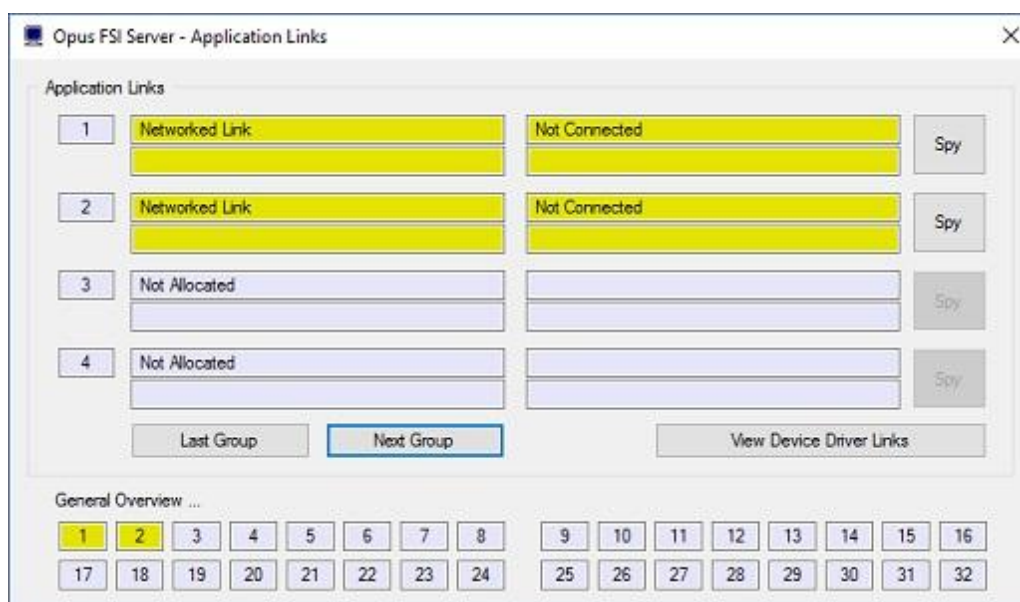 Opus FSI Server - Application Links
Application Links
1 Networked Link Not Connected Spy
2 Networked Link Not Connected Spy
3 Not Allocated Spy
4 Not Allocated Spy
Last Group Next Group View Device Driver Links
General Overview ...
1 2 3 4 5 6 7 8 9 10 11 12 13 14 15 16
17 18 19 20 21 22 23 24 25 26 27 28 29 30 31 32